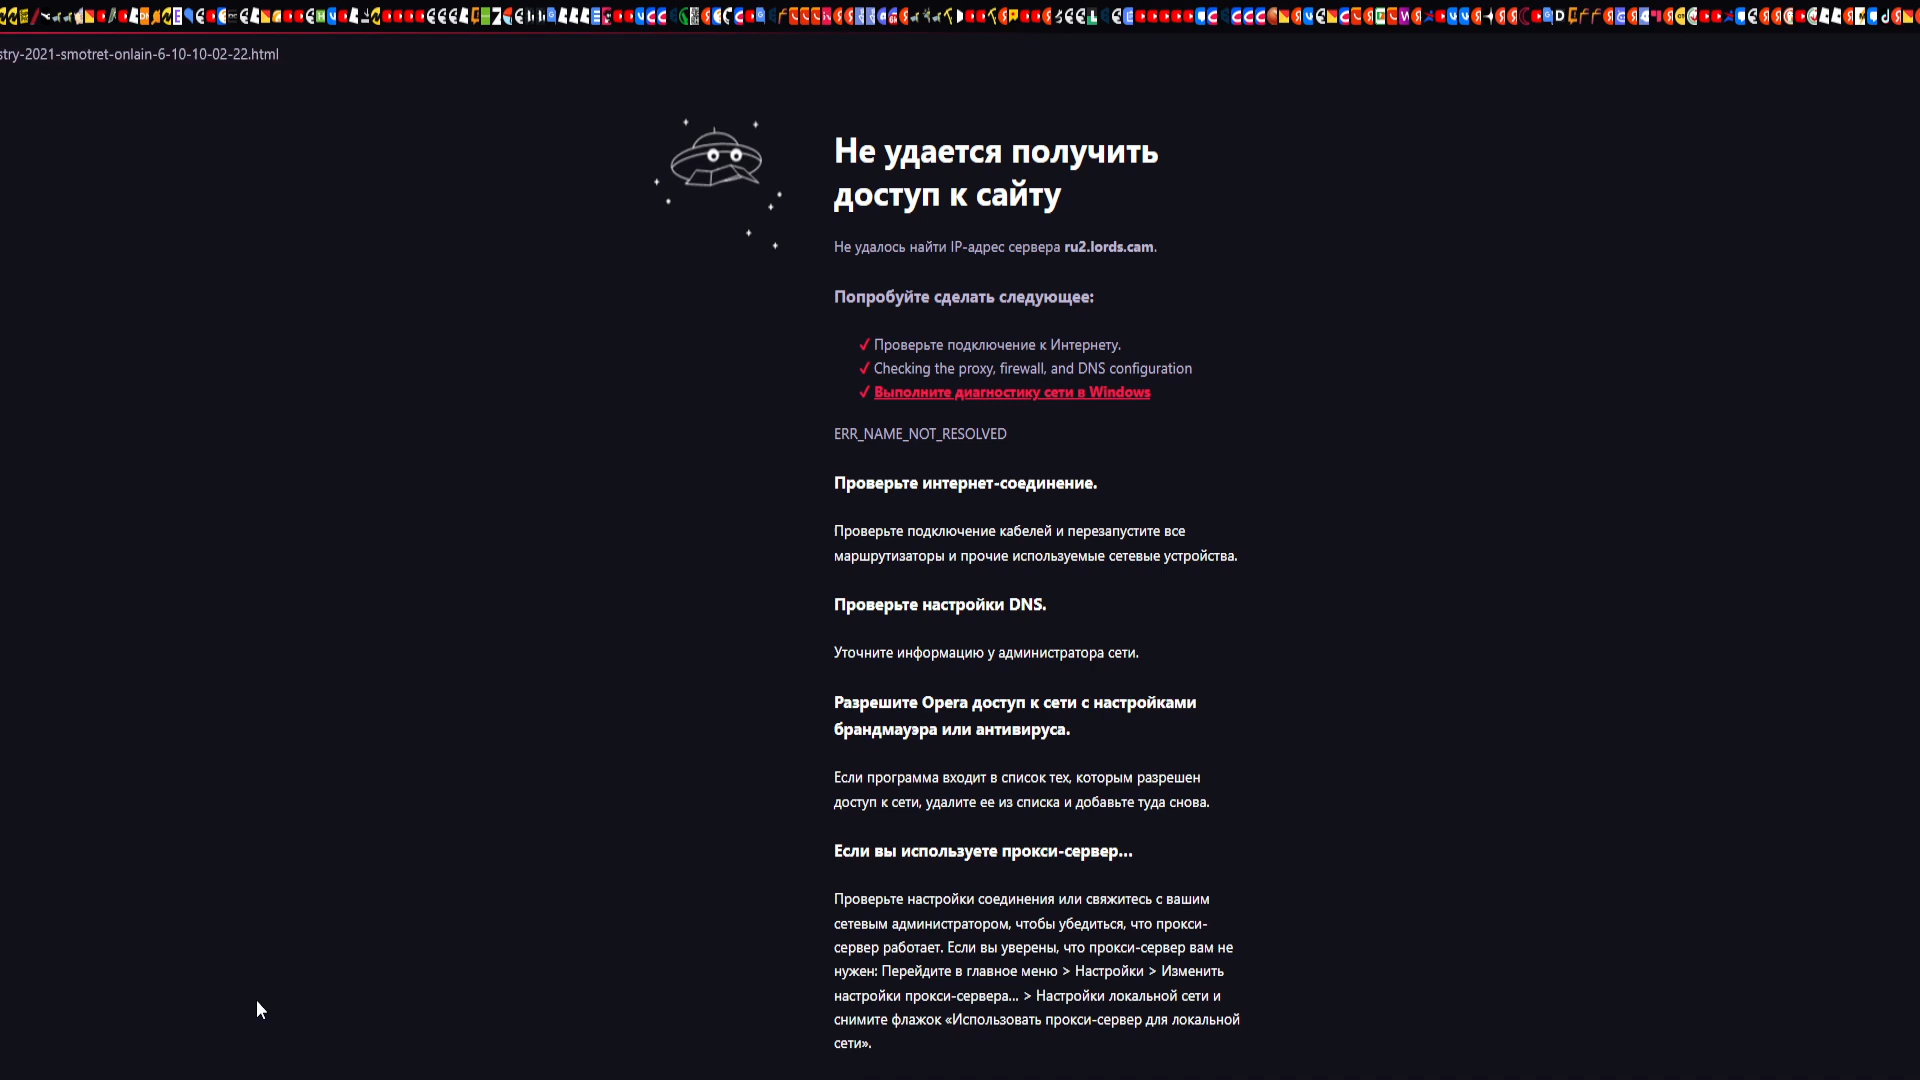 stry-2021-smotret-onlain-6-10-10-02-22.html
Не удается получить
доступ к сайту
Не удалось найти IP-адрес сервера ru2.lords.cam.
Попробуйте сделать следующее:
✓ Проверьте подключение к Интернету.
✓ Checking the proxy, firewall, and DNS configuration
✓ Выполните диагностику сети в Windows
ERR_NAME_NOT_RESOLVED
Проверьте интернет-соединение.
Проверьте подключение кабелей и перезапустите все
маршрутизаторы и прочие используемые сетевые устройства.
Проверьте настройки DNS.
Уточните информацию у администратора сети.
Разрешите Opera доступ к сети с настройками
брандмауэра или антивируса.
Если программа входит в список тех, которым разрешен
доступ к сети, удалите ее из списка и добавьте туда снова.
Если вы используете прокси-сервер...
Проверьте настройки соединения или свяжитесь с вашим
сетевым администратором, чтобы убедиться, что прокси-
сервер работает. Если вы уверены, что прокси-сервер вам не
нужен: Перейдите в главное меню > Настройки > Изменить
настройки прокси-сервера... > Настройки локальной сети и
снимите флажок «Использовать прокси-сервер для локальной
сети».